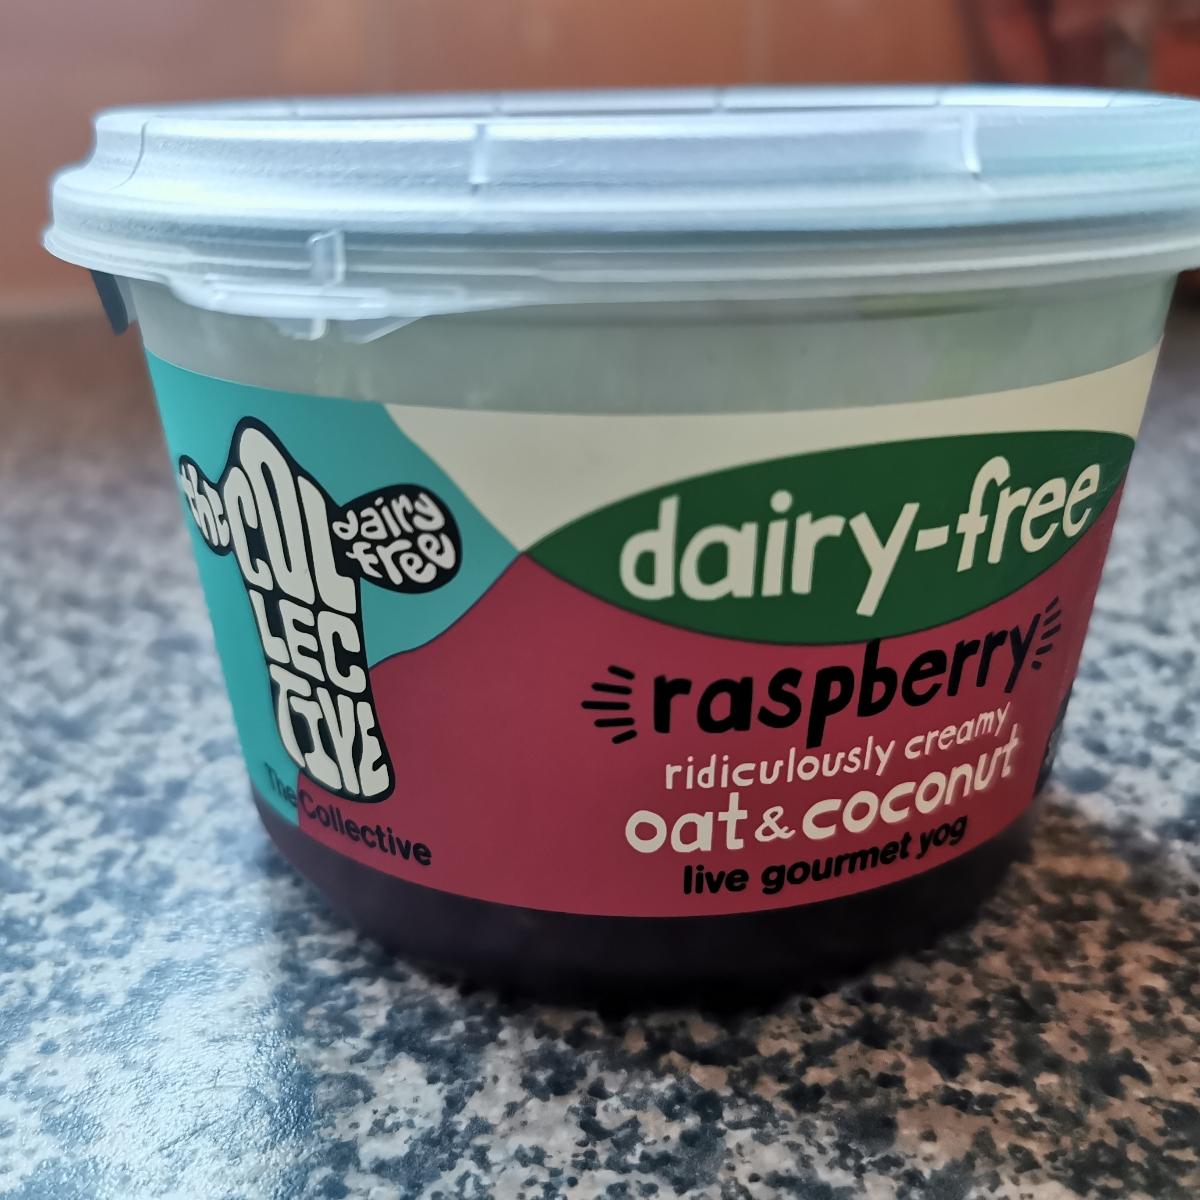 the
COL
LEC
TIVE
dairy
free
The Collective
dairy-free
raspberry
ridiculously creamy
oat & coconut
live gourmet yog